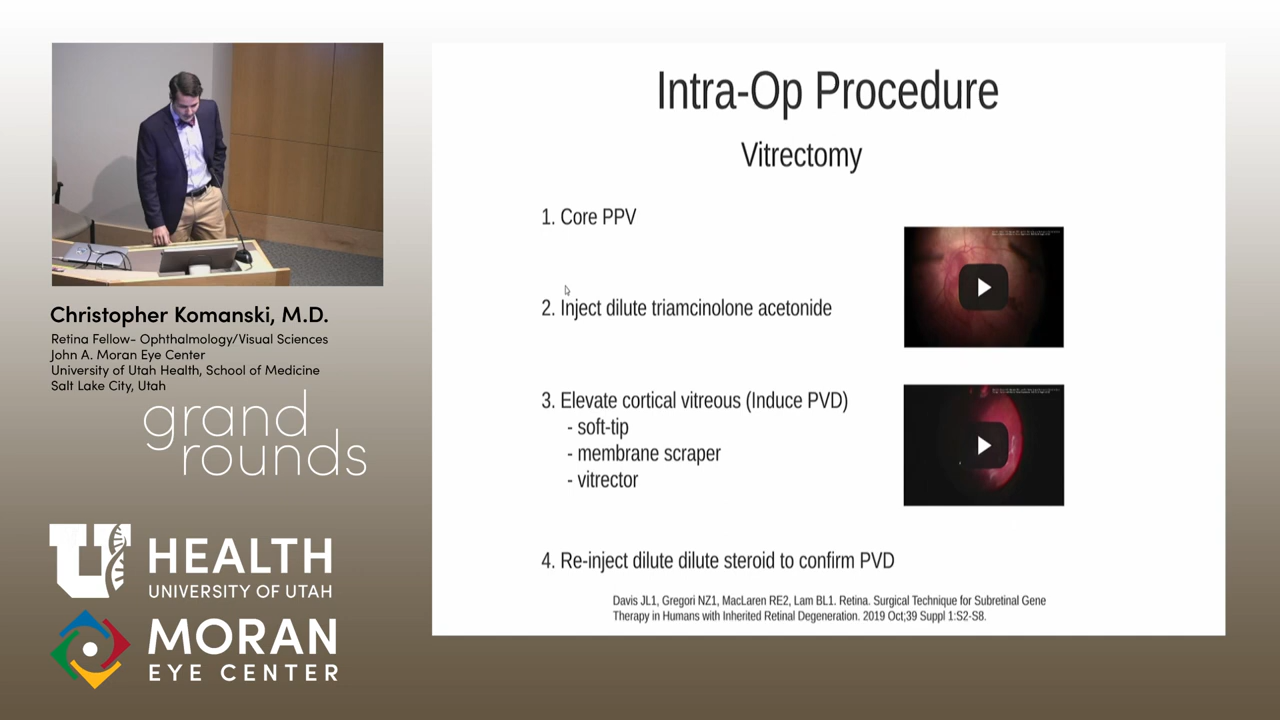 Intra-Op Procedure
Vitrectomy
1. Core PPV
2. Inject dilute triamcinolone acetonide
3. Elevate cortical vitreous (Induce PVD)
- soft-tip
- membrane scraper
- vitrector
4. Re-inject dilute dilute steroid to confirm PVD
Davis JL1, Gregori NZ1, MacLaren RE2, Lam BL1. Retina. Surgical Technique for Subretinal Gene
Therapy in Humans with Inherited Retinal Degeneration. 2019 Oct;39 Suppl 1:S2-S8.
Christopher Komanski, M.D.
Retina Fellow- Ophthalmology/Visual Sciences
John A. Moran Eye Center
University of Utah Health, School of Medicine
Salt Lake City, Utah
grand
rounds
U HEALTH
UNIVERSITY OF UTAH
MORAN
EYE CENTER